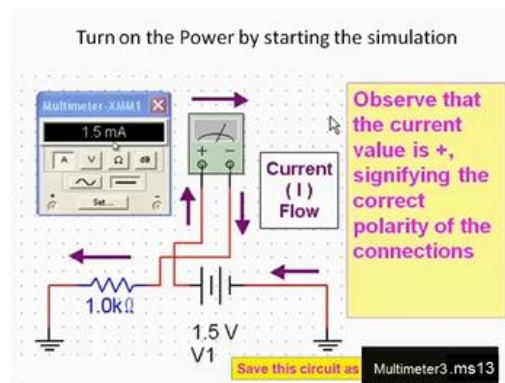 Turn on the Power by starting the simulation
Multimeter-XMM1
1.5 mA
A V Ω dB
Set...
+ -
+ -
Current
( I )
Flow
Observe that
the current
value is +,
signifying the
correct
polarity of the
connections
1.0kΩ
1.5 V
V1
Save this circuit as Multimeter3.ms13